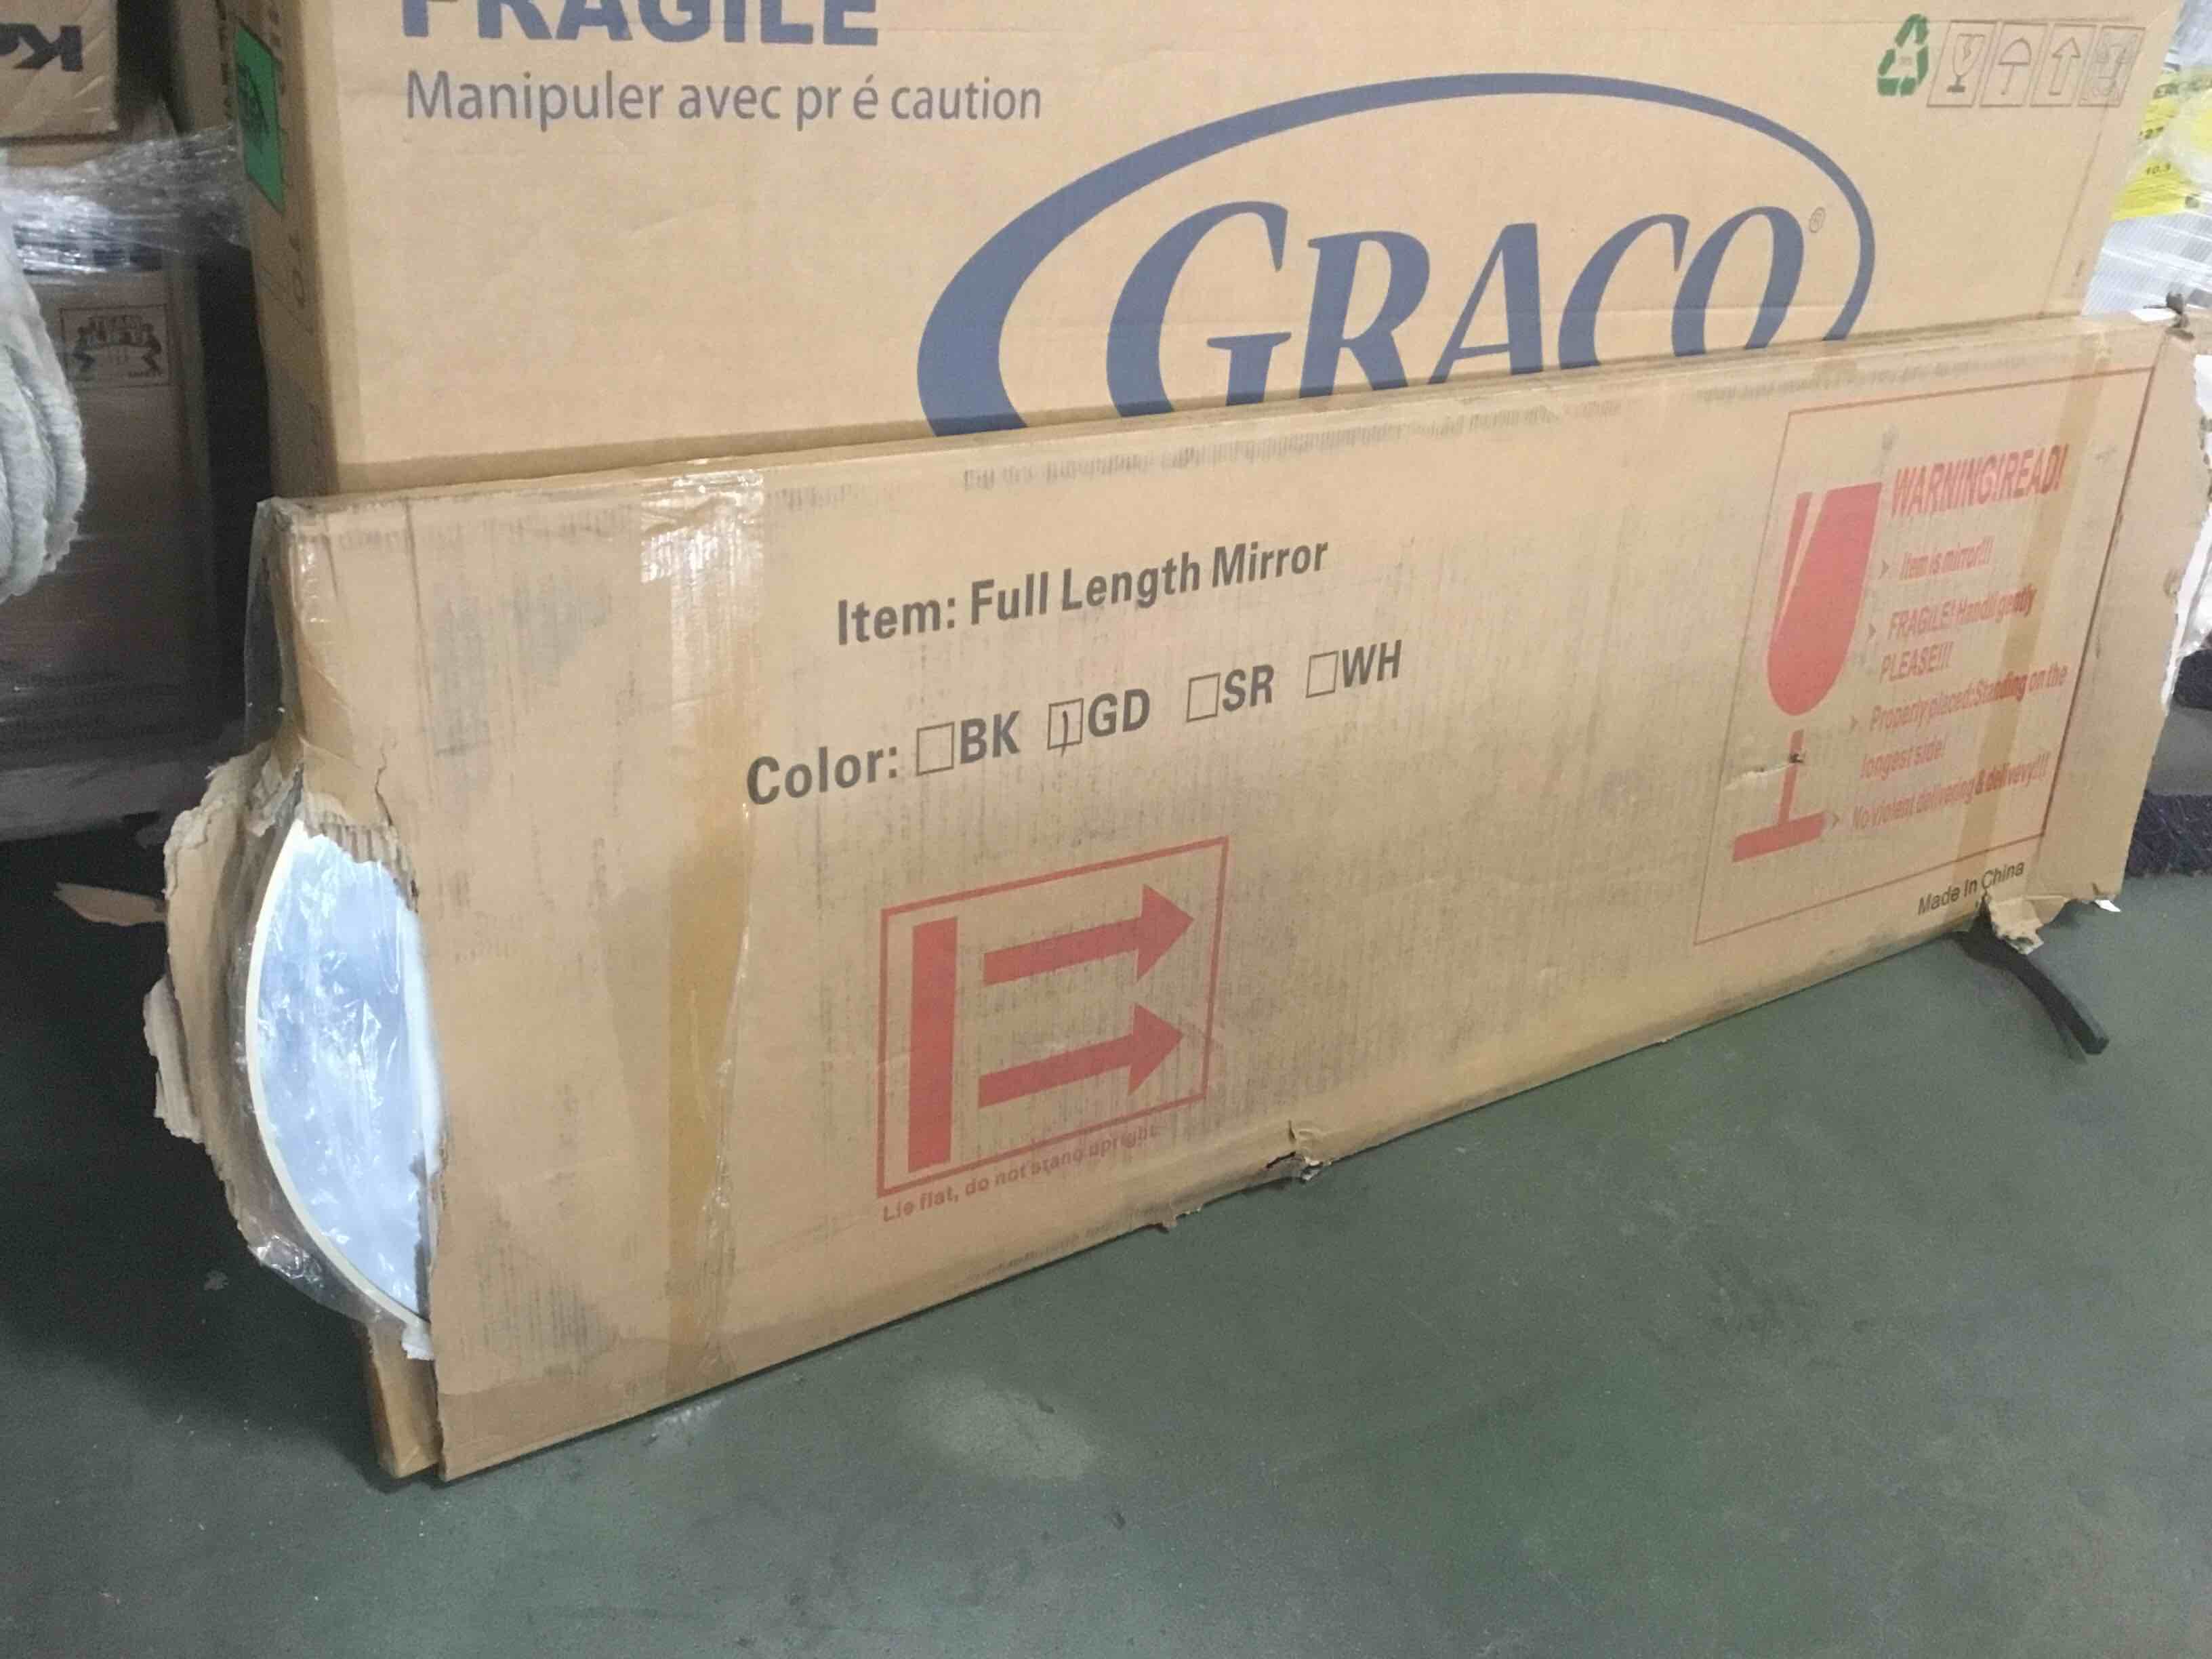 FRAGILE
Manipuler avec pr é caution
GRACO®
Item: Full Length Mirror
Color: □BK □GD □SR □WH
Lie flat, do not stand upright
WARNING!READ!
> Item is mirror!!!
> FRAGILE! Handl gently
PLEASE!!!
> Properly placed:Standing on the
longest side!
> No violent delivering & delivevy!!!
Made In China